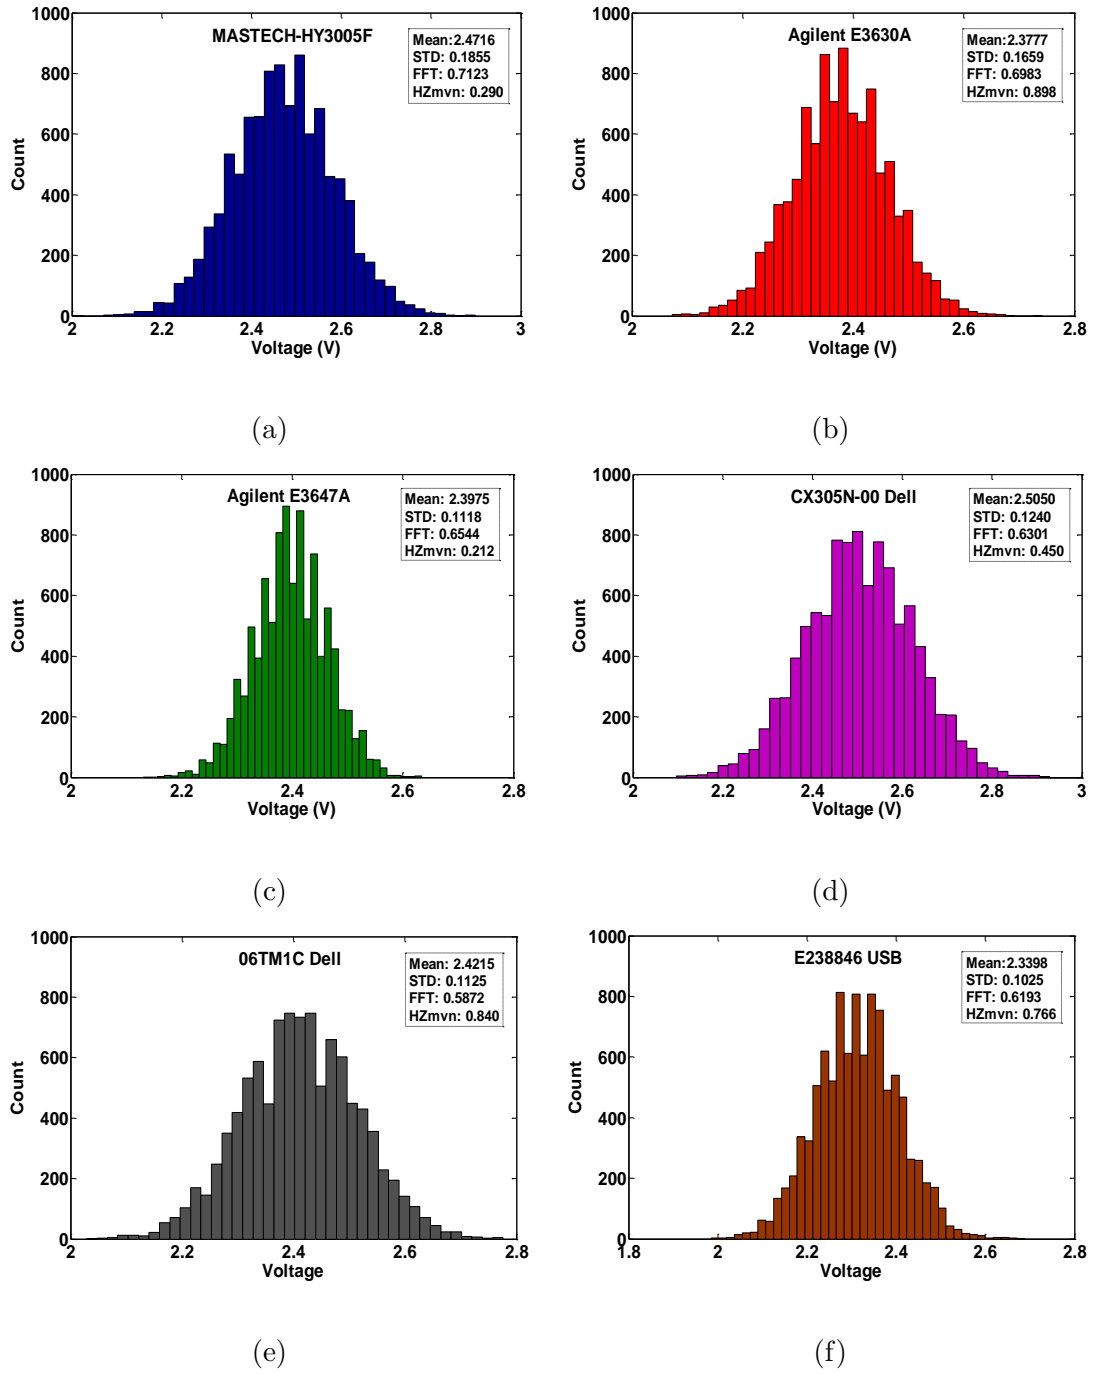 MASTECH-HY3005F
Mean:2.4716
STD: 0.1855
FFT: 0.7123
HZmvn: 0.290
Count
1000
800
600
400
200
0
2
2.2
2.4
2.6
2.8
3
Voltage (V)
(a)
Agilent E3630A
Mean:2.3777
STD: 0.1659
FFT: 0.6983
HZmvn: 0.898
Count
1000
800
600
400
200
0
2
2.2
2.4
2.6
2.8
Voltage (V)
(b)
Agilent E3647A
Mean: 2.3975
STD: 0.1118
FFT: 0.6544
HZmvn: 0.212
Count
1000
800
600
400
200
0
2
2.2
2.4
2.6
2.8
Voltage (V)
(c)
CX305N-00 Dell
Mean:2.5050
STD: 0.1240
FFT: 0.6301
HZmvn: 0.450
Count
1000
800
600
400
200
0
2
2.2
2.4
2.6
2.8
3
Voltage (V)
(d)
06TM1C Dell
Mean: 2.4215
STD: 0.1125
FFT: 0.5872
HZmvn: 0.840
Count
1000
800
600
400
200
0
2
2.2
2.4
2.6
2.8
Voltage
(e)
E238846 USB
Mean:2.3398
STD: 0.1025
FFT: 0.6193
HZmvn: 0.766
Count
1000
800
600
400
200
0
1.8
2
2.2
2.4
2.6
2.8
Voltage
(f)